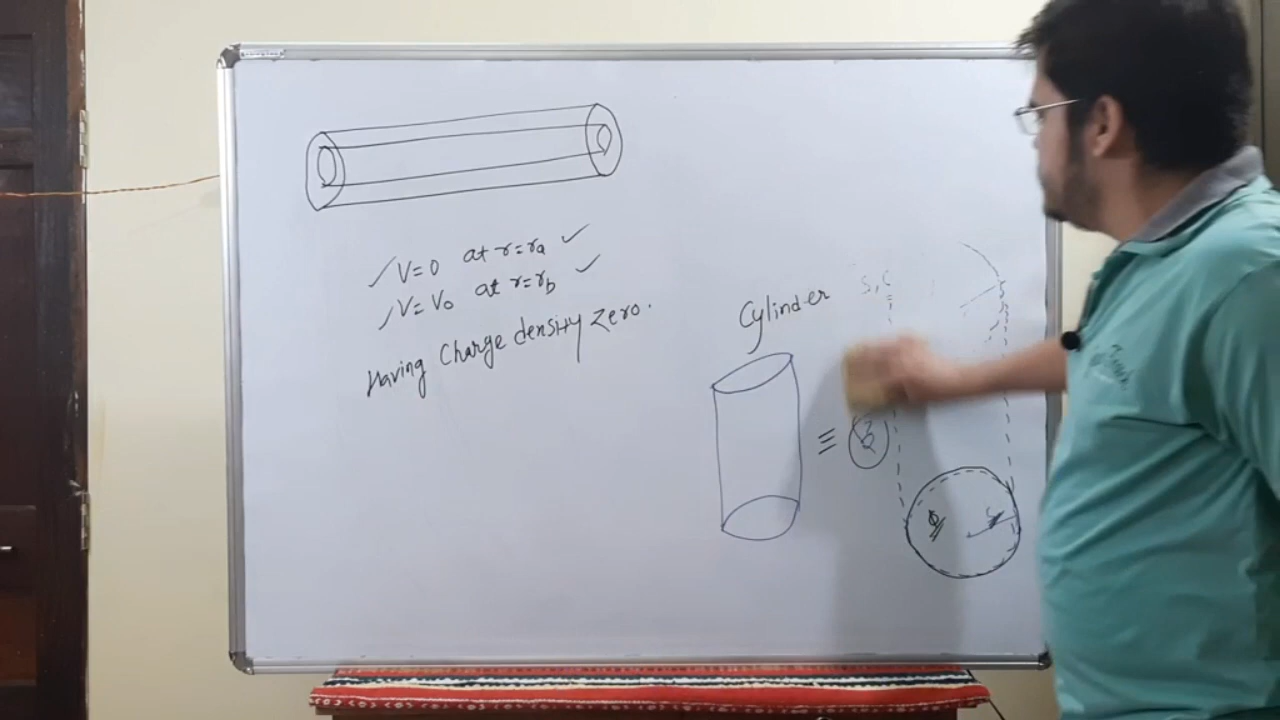 V=0 at r=ra
V=V0 at r=rb
Having Charge density Zero.
Cylinder
S, C
≡
S
φ